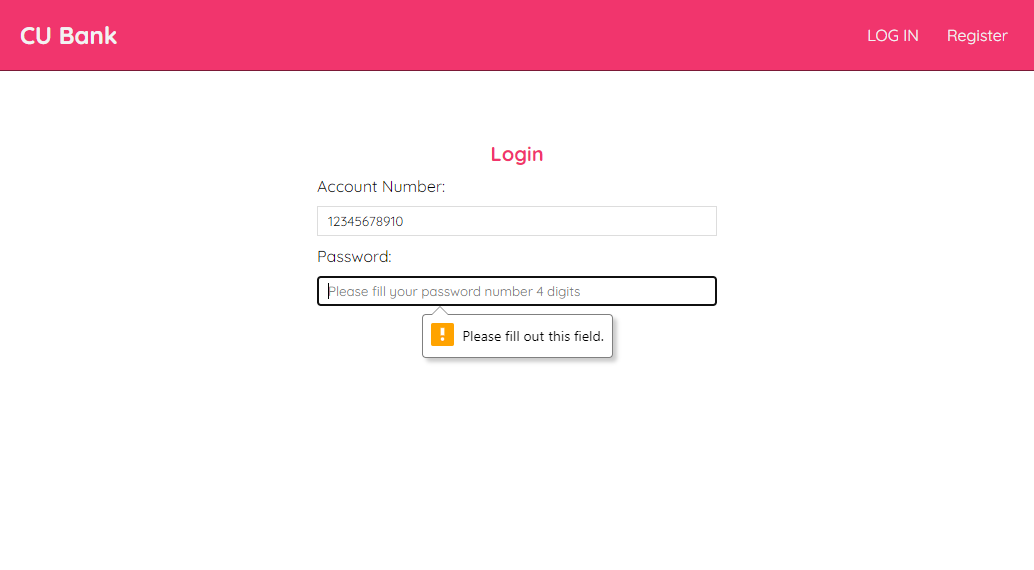 CU Bank
LOG IN
Register
Login
Account Number:
12345678910
Password:
Please fill your password number 4 digits
Please fill out this field.